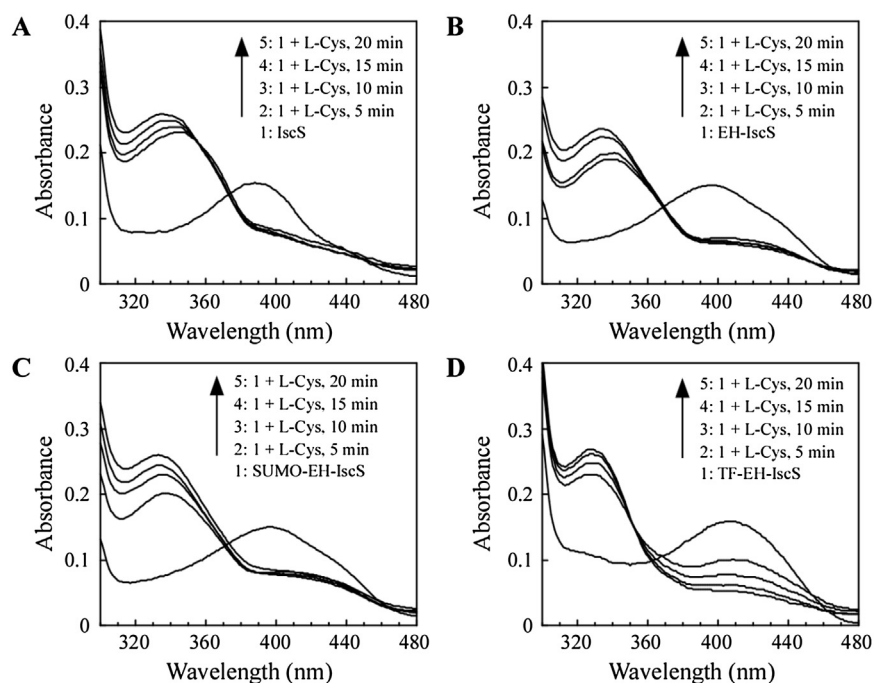 A
0.4
0.3
0.2
0.1
0
Absorbance
5: 1 + L-Cys, 20 min
4: 1 + L-Cys, 15 min
3: 1 + L-Cys, 10 min
2: 1 + L-Cys, 5 min
1: IscS
320 360 400 440 480
Wavelength (nm)
B
0.4
0.3
0.2
0.1
0
Absorbance
5: 1 + L-Cys, 20 min
4: 1 + L-Cys, 15 min
3: 1 + L-Cys, 10 min
2: 1 + L-Cys, 5 min
1: EH-IscS
320 360 400 440 480
Wavelength (nm)
C
0.4
0.3
0.2
0.1
0
Absorbance
5: 1 + L-Cys, 20 min
4: 1 + L-Cys, 15 min
3: 1 + L-Cys, 10 min
2: 1 + L-Cys, 5 min
1: SUMO-EH-IscS
320 360 400 440 480
Wavelength (nm)
D
0.4
0.3
0.2
0.1
0
Absorbance
5: 1 + L-Cys, 20 min
4: 1 + L-Cys, 15 min
3: 1 + L-Cys, 10 min
2: 1 + L-Cys, 5 min
1: TF-EH-IscS
320 360 400 440 480
Wavelength (nm)